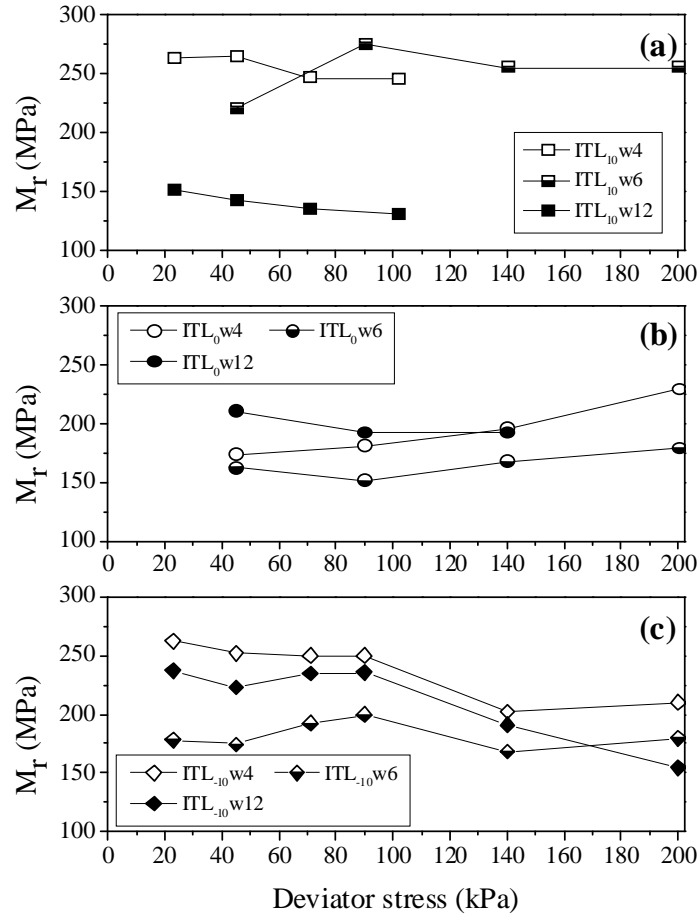 300
250
200
150
100
M_r (MPa)
(a)
ITL₁₀w4
ITL₁₀w6
ITL₁₀w12
0 20 40 60 80 100 120 140 160 180 200
300
250
200
150
100
M_r (MPa)
(b)
ITL₀w4 ITL₀w6
ITL₀w12
0 20 40 60 80 100 120 140 160 180 200
300
250
200
150
100
M_r (MPa)
(c)
ITL₋₁₀w4 ITL₋₁₀w6
ITL₋₁₀w12
0 20 40 60 80 100 120 140 160 180 200
Deviator stress (kPa)